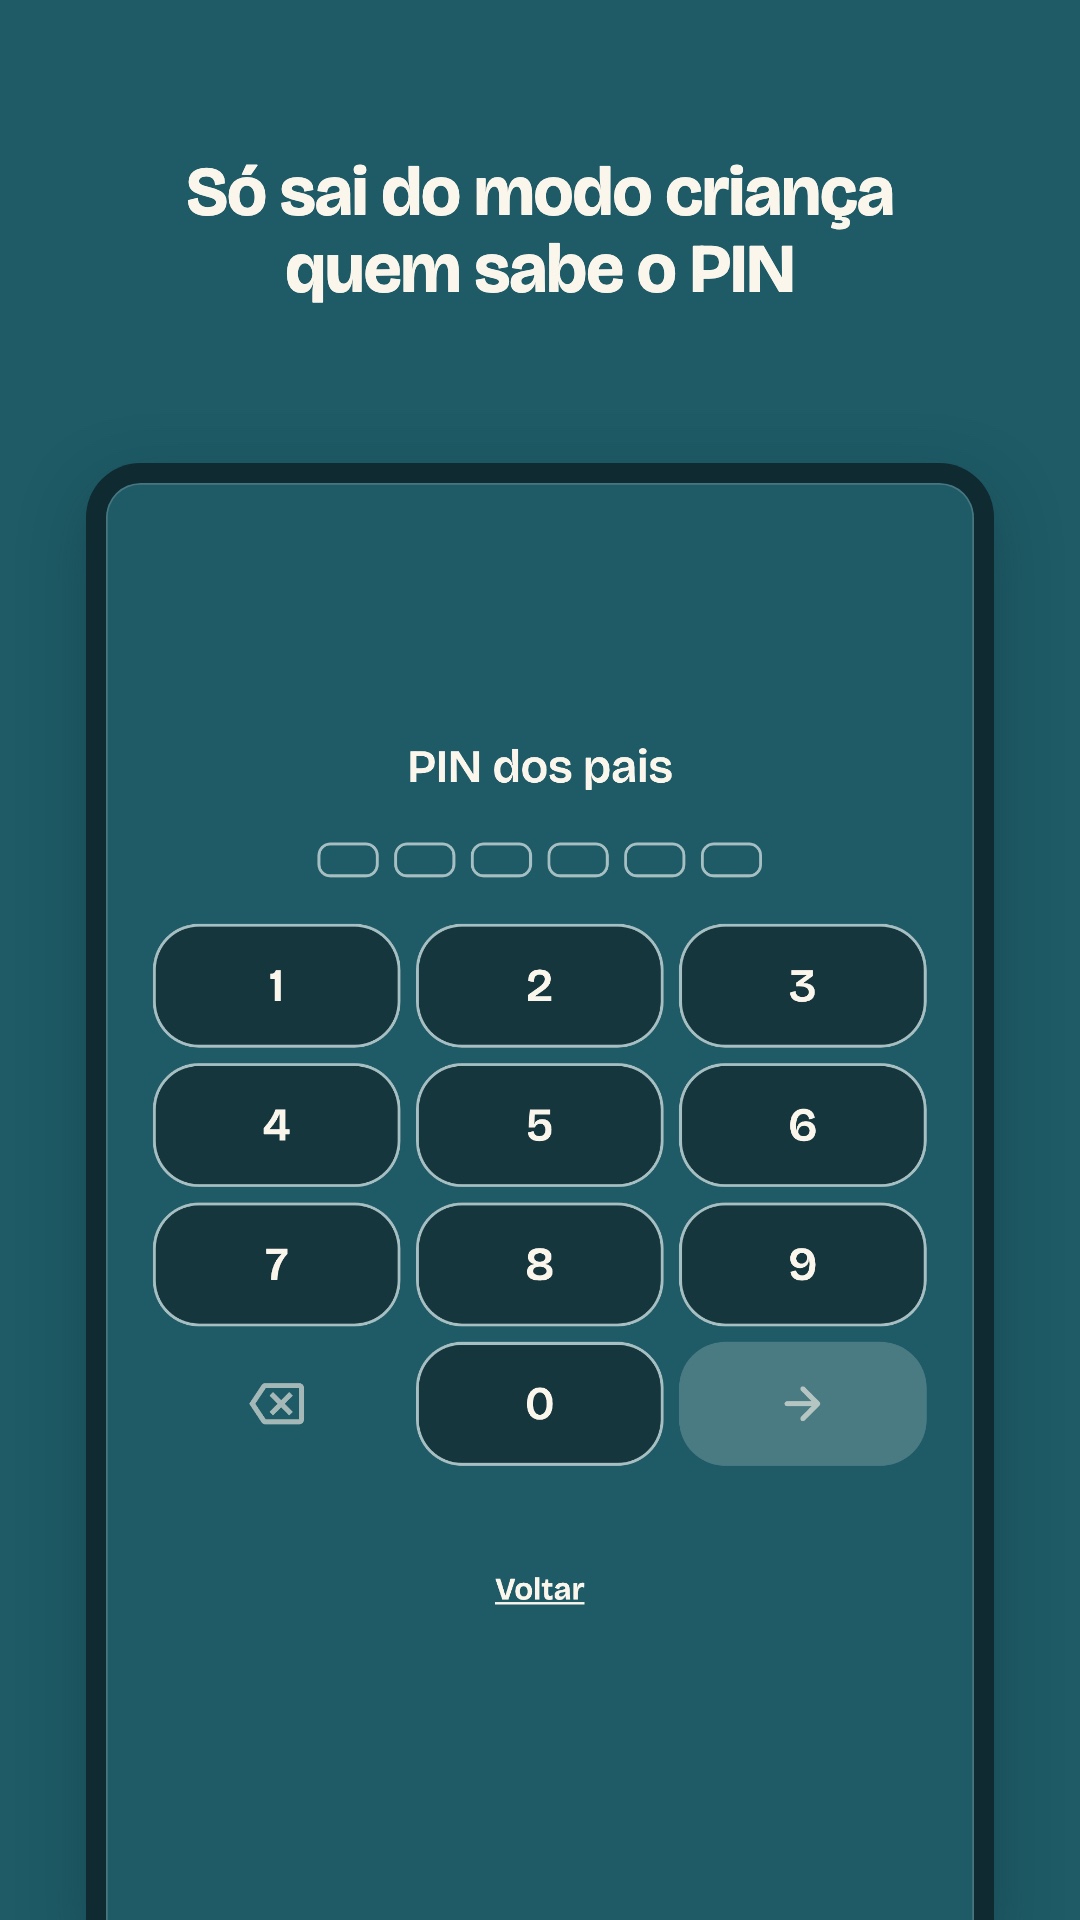 Só sai do modo criança
quem sabe o PIN
PIN dos pais
1 2 3
4 5 6
7 8 9
0
Voltar